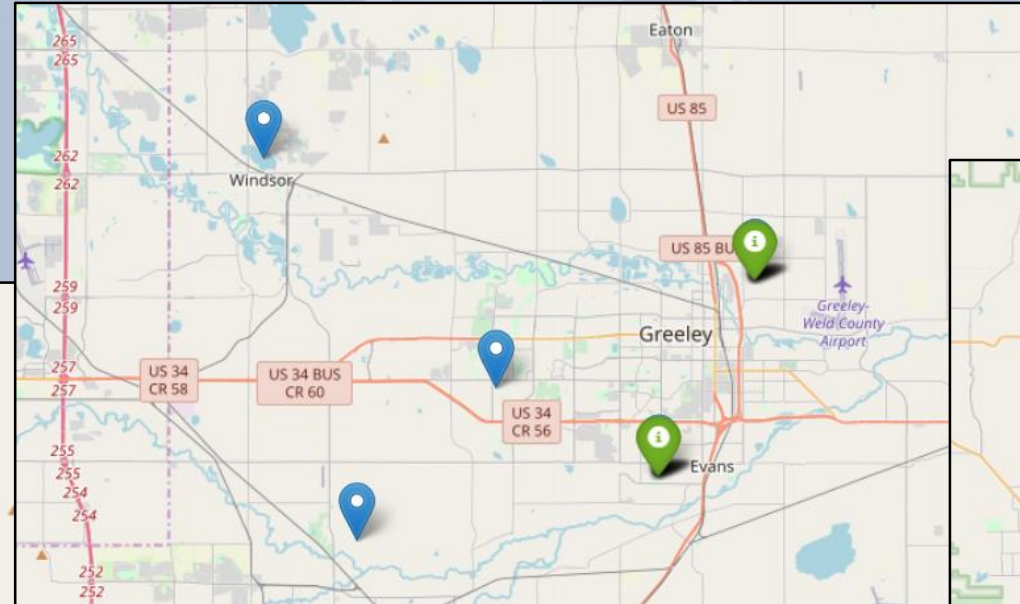 265
265
Eaton
US 85
262
262
Windsor
US 85 BU
259
259
Greeley-
Weld County
Airport
Greeley
257
257
US 34
CR 58
US 34 BUS
CR 60
US 34
CR 56
255
255
Evans
254
254
252
252